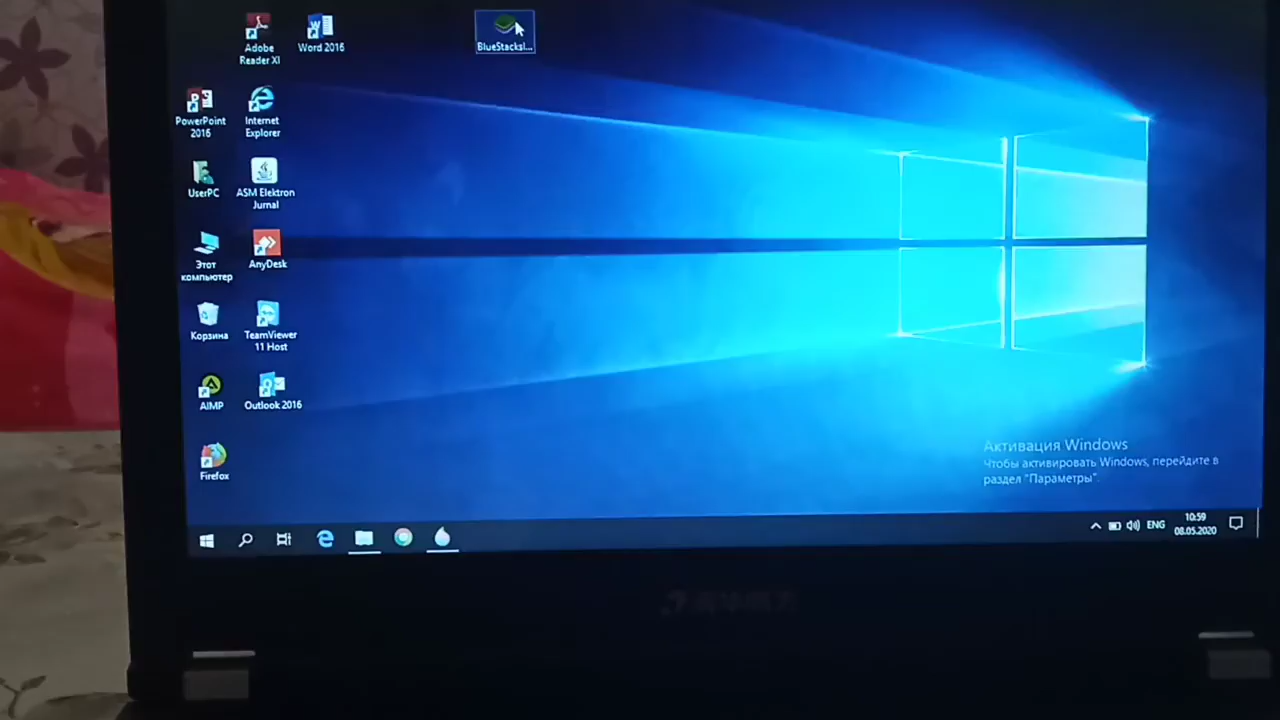 Adobe
Reader XI
Word 2016
BlueStacksI...
PowerPoint
2016
Internet
Explorer
UserPC
ASM Elektron
Jurnal
Этот
компьютер
AnyDesk
Корзина
TeamViewer
11 Host
AIMP
Outlook 2016
Firefox
Активация Windows
Чтобы активировать Windows, перейдите в
раздел "Параметры".
ENG
10:59
08.05.2020